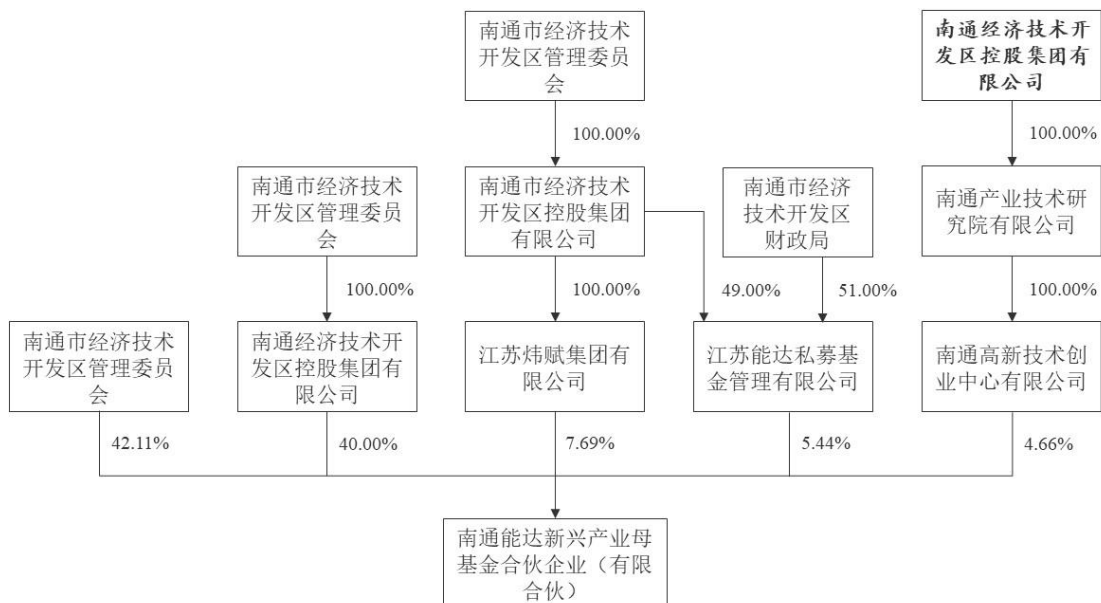 南通市经济技术
开发区管理委员
会
南通经济技术开
发区控股集团有
限公司
100.00%
100.00%
南通市经济技术
开发区管理委员
会
南通市经济技术
开发区控股集团
有限公司
南通市经济
技术开发区
财政局
南通产业技术研
究院有限公司
100.00%
100.00%
49.00%
51.00%
100.00%
南通市经济技术
开发区管理委员
会
南通经济技术开
发区控股集团有
限公司
江苏炜赋集团有
限公司
江苏能达私募基
金管理有限公司
南通高新技术创
业中心有限公司
42.11%
40.00%
7.69%
5.44%
4.66%
南通能达新兴产业母
基金合伙企业（有限
合伙）